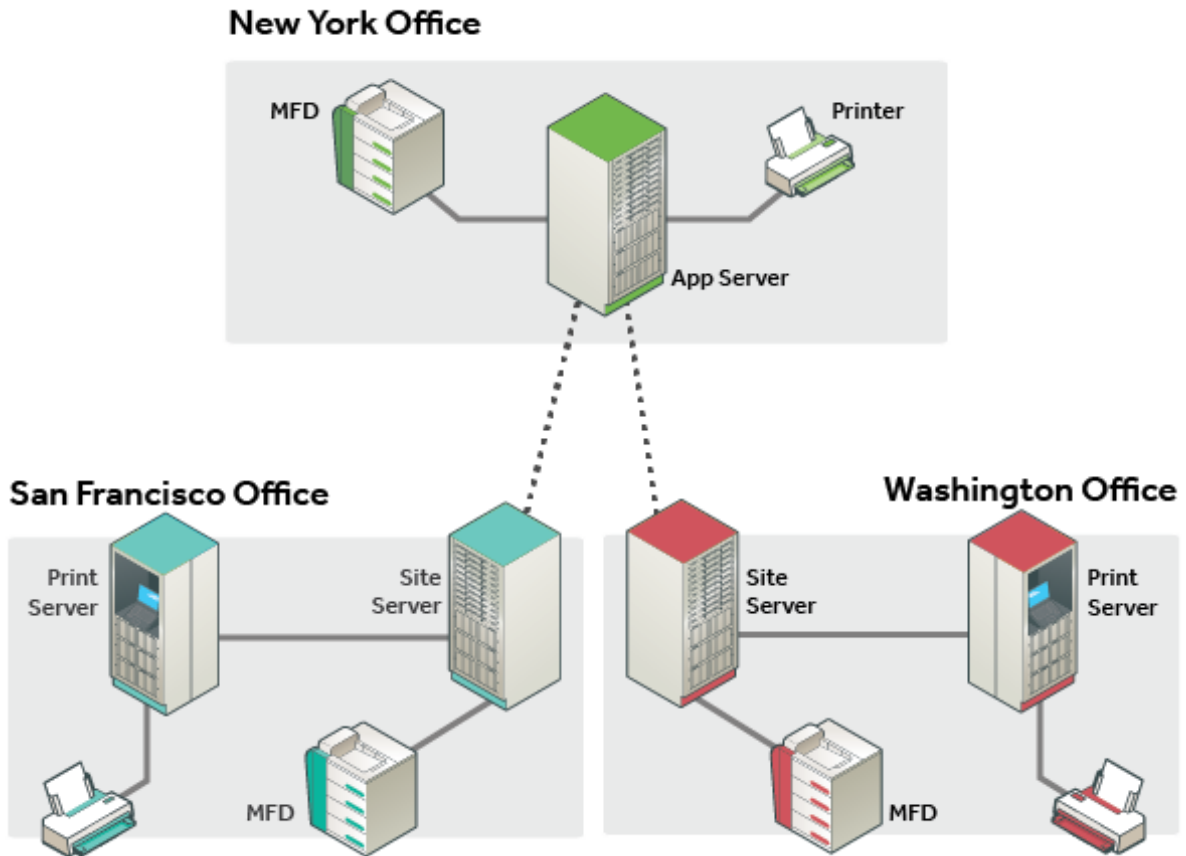 New York Office
MFD
Printer
App Server
San Francisco Office
Washington Office
Print
Server
Site
Server
Site
Server
Print
Server
MFD
MFD